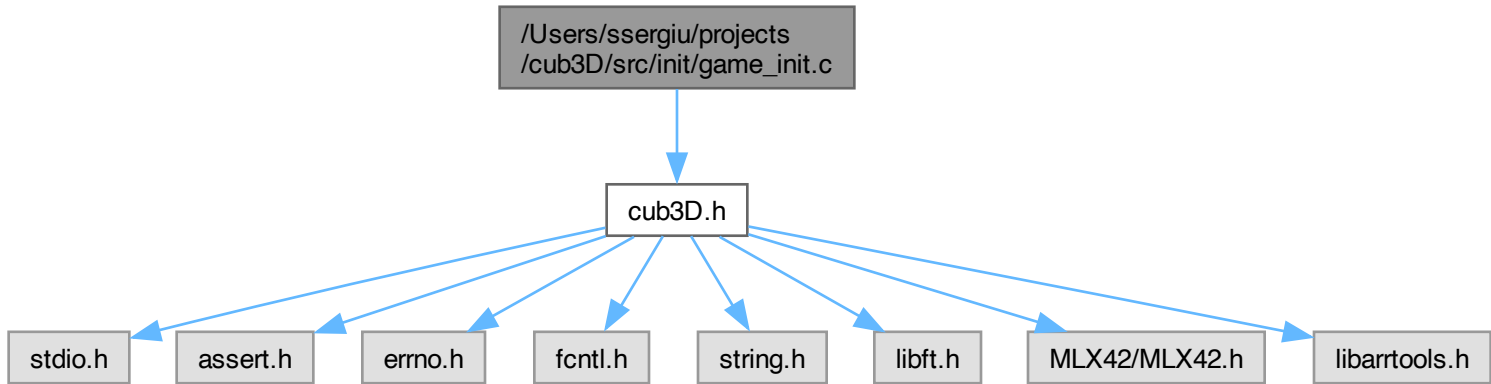 /Users/ssergiu/projects
/cub3D/src/init/game_init.c
cub3D.h
stdio.h
assert.h
errno.h
fcntl.h
string.h
libft.h
MLX42/MLX42.h
libarrtools.h